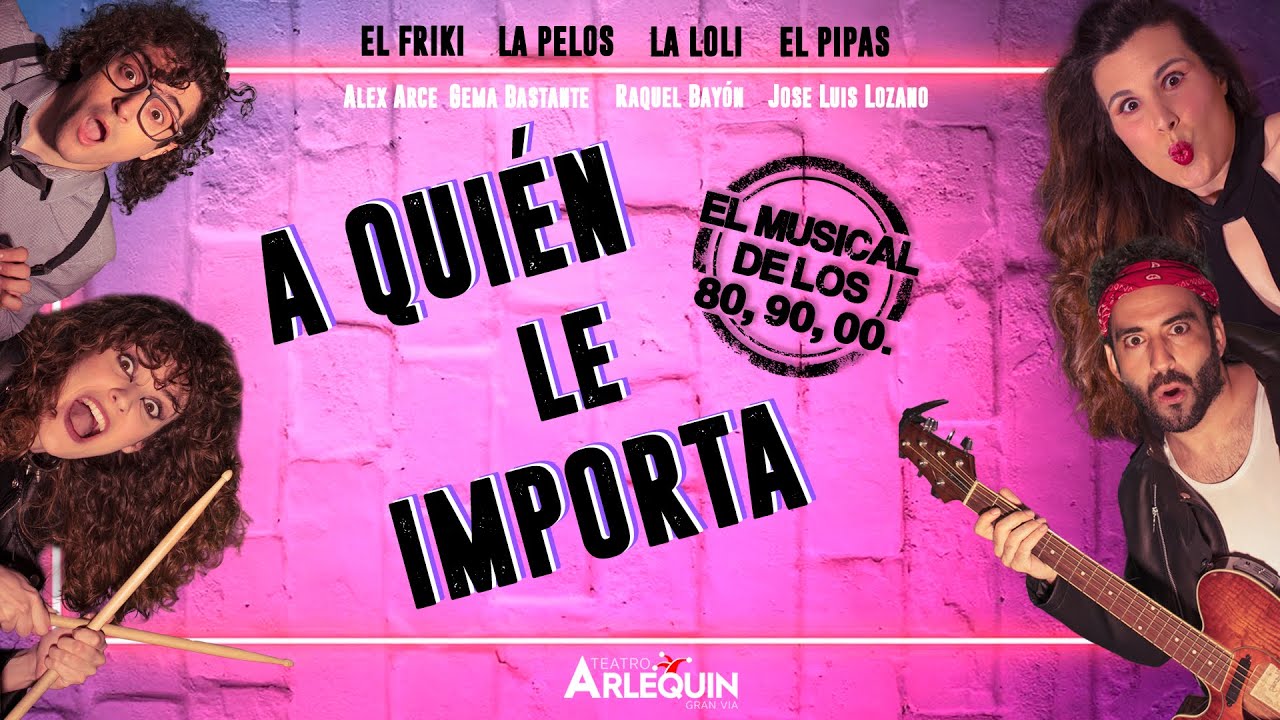 EL FRIKI LA PELOS LA LOLI EL PIPAS
ALEX ARCE GEMA BASTANTE RAQUEL BAYÓN JOSE LUIS LOZANO
A QUIÉN
LE
IMPORTA
EL MUSICAL
DE LOS
80, 90, 00.
TEATRO
ARLEQUIN
GRAN VIA